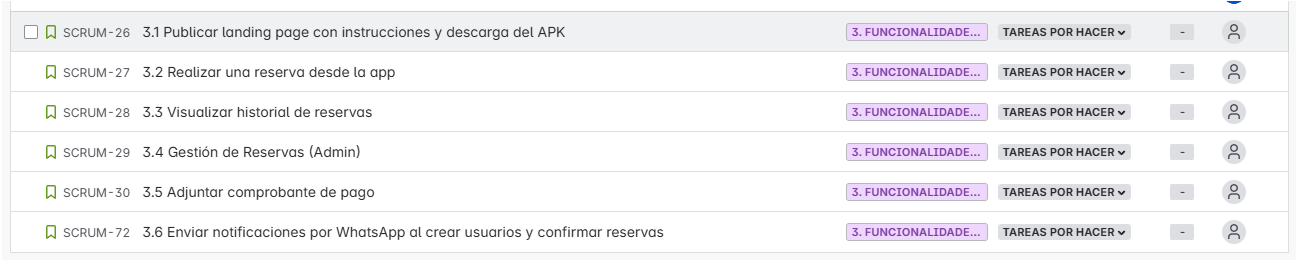 SCRUM-26 3.1 Publicar landing page con instrucciones y descarga del APK 3. FUNCIONALIDADE... TAREAS POR HACER -
SCRUM-27 3.2 Realizar una reserva desde la app 3. FUNCIONALIDADE... TAREAS POR HACER -
SCRUM-28 3.3 Visualizar historial de reservas 3. FUNCIONALIDADE... TAREAS POR HACER -
SCRUM-29 3.4 Gestión de Reservas (Admin) 3. FUNCIONALIDADE... TAREAS POR HACER -
SCRUM-30 3.5 Adjuntar comprobante de pago 3. FUNCIONALIDADE... TAREAS POR HACER -
SCRUM-72 3.6 Enviar notificaciones por WhatsApp al crear usuarios y confirmar reservas 3. FUNCIONALIDADE... TAREAS POR HACER -